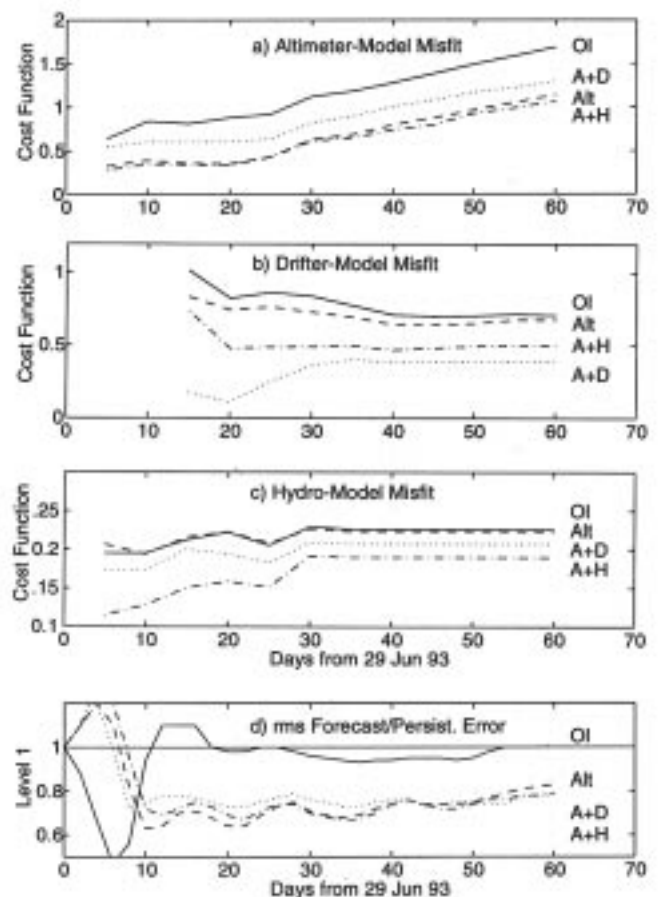 2
1.5
1
0.5
0
Cost Function
a) Altimeter-Model Misfit
OI
A+D
Alt
A+H
0 10 20 30 40 50 60 70
1
0.5
0
Cost Function
b) Drifter-Model Misfit
OI
Alt
A+H
A+D
0 10 20 30 40 50 60 70
.25
0.2
.15
0.1
Cost Function
c) Hydro-Model Misfit
OI
Alt
A+D
A+H
0 10 20 30 40 50 60 70
Days from 29 Jun 93
1
0.8
0.6
Level 1
d) rms Forecast/Persist. Error
OI
Alt
A+D
A+H
0 10 20 30 40 50 60 70
Days from 29 Jun 93